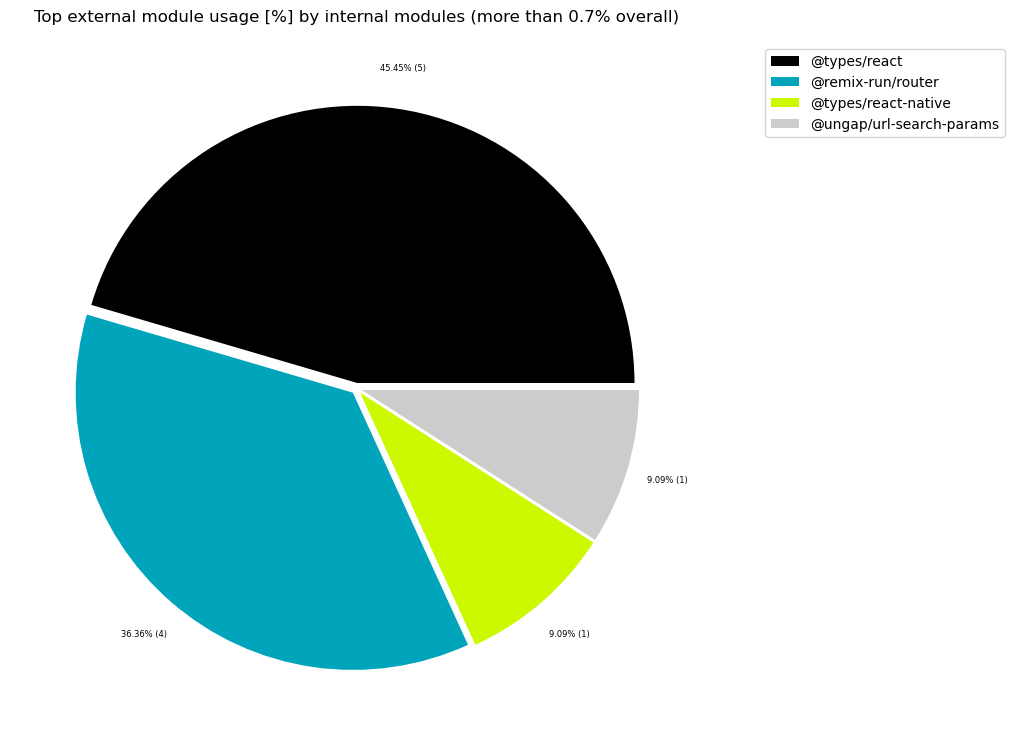 Top external module usage [%] by internal modules (more than 0.7% overall)
45.45% (5)
@types/react
@remix-run/router
@types/react-native
@ungap/url-search-params
9.09% (1)
36.36% (4)
9.09% (1)